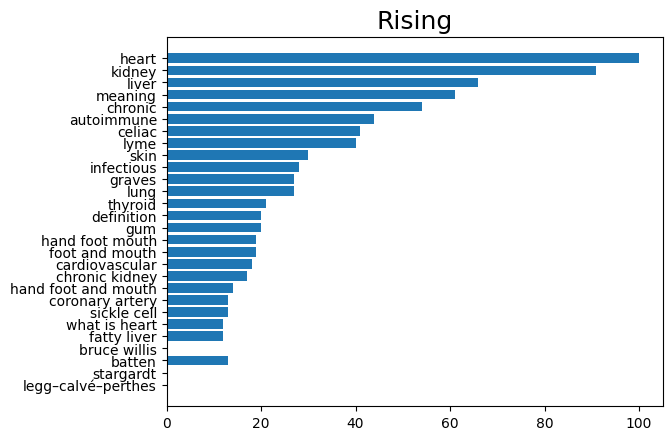 Rising
heart
kidney
liver
meaning
chronic
autoimmune
celiac
lyme
skin
infectious
graves
lung
thyroid
definition
gum
hand foot mouth
foot and mouth
cardiovascular
chronic kidney
hand foot and mouth
coronary artery
sickle cell
what is heart
fatty liver
bruce willis
batten
stargardt
legg–calvé–perthes
0 20 40 60 80 100